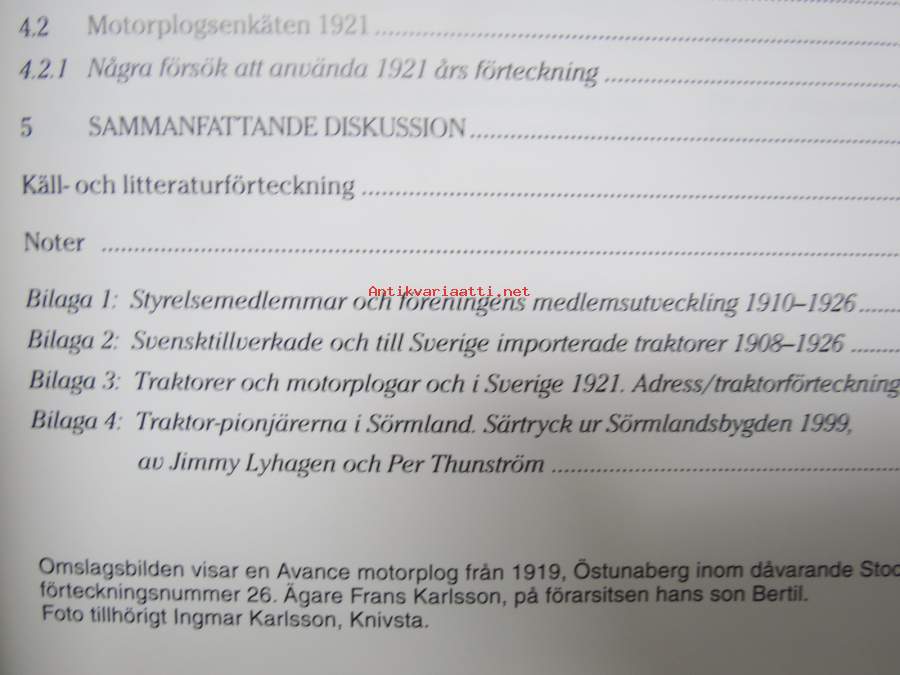 4.2 Motorplogsenkäten 1921
4.2.1 Några försök att använda 1921 års förteckning
5 SAMMANFATTANDE DISKUSSION
Käll- och litteraturförteckning
Noter
Antikvariaatti.net
Bilaga 1: Styrelsemedlemmar och föreningens medlemsutveckling 1910–1926
Bilaga 2: Svensktillverkade och till Sverige importerade traktorer 1908–1926
Bilaga 3: Traktorer och motorplogar och i Sverige 1921. Adress/traktorförteckning
Bilaga 4: Traktor-pionjärerna i Sörmland. Särtryck ur Sörmlandsbygden 1999,
av Jimmy Lyhagen och Per Thunström
Omslagsbilden visar en Avance motorplog från 1919, Östunaberg inom dåvarande
förteckningsnummer 26. Ägare Frans Karlsson, på förarsitsen hans son Bertil.
Foto tillhörigt Ingmar Karlsson, Knivsta.